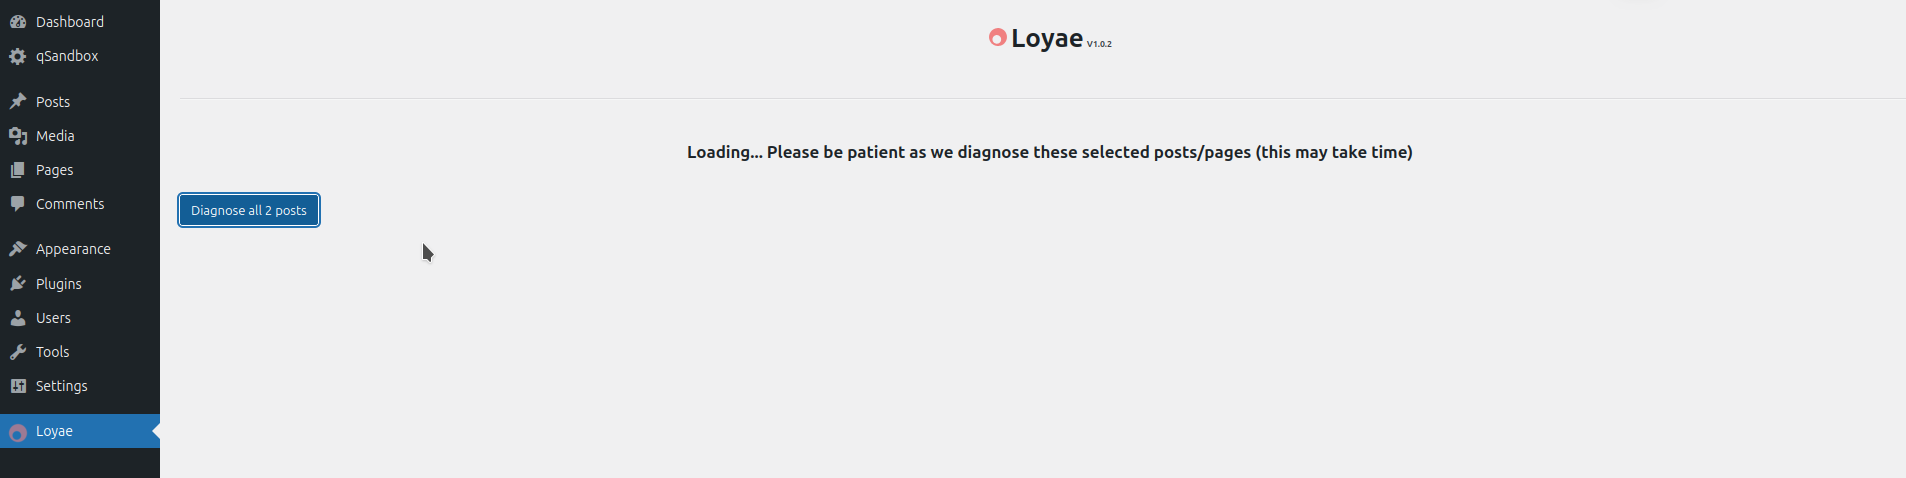 Dashboard
qSandbox
Posts
Media
Pages
Comments
Appearance
Plugins
Users
Tools
Settings
Loyae
Loyae V1.0.2
Loading... Please be patient as we diagnose these selected posts/pages (this may take time)
Diagnose all 2 posts